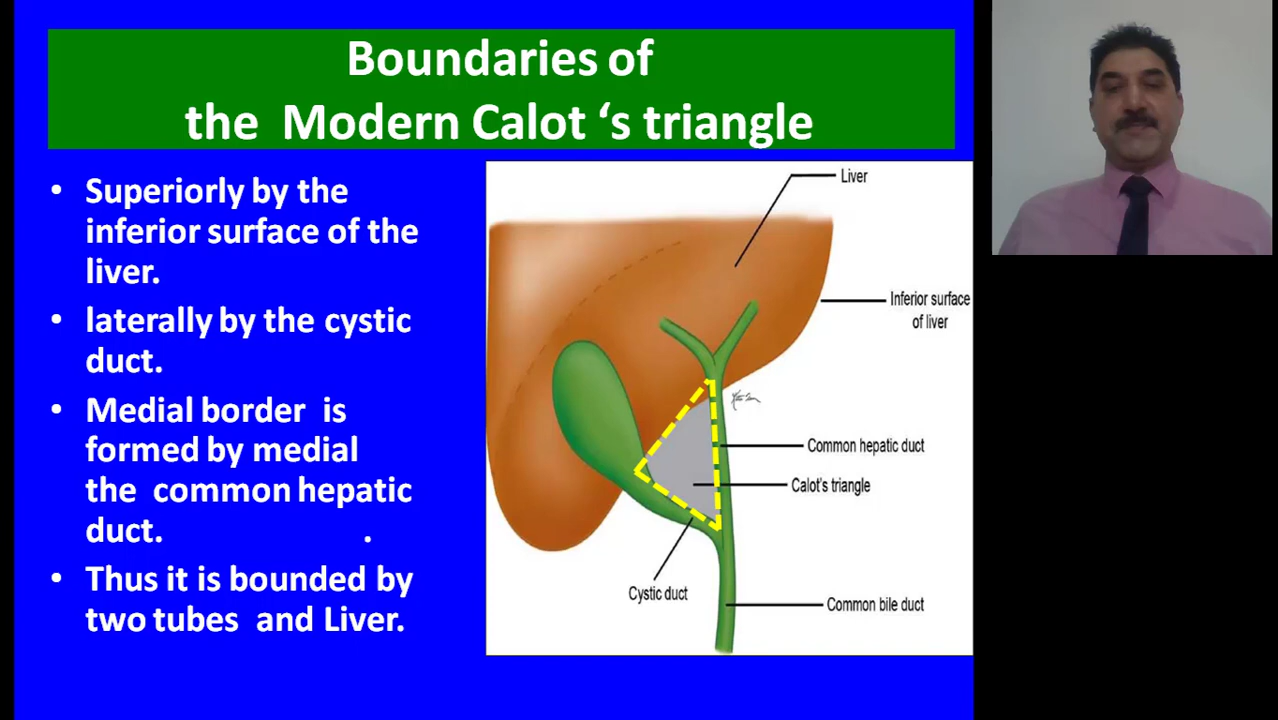 Boundaries of
the Modern Calot ‘s triangle
• Superiorly by the
inferior surface of the
liver.
• laterally by the cystic
duct.
• Medial border is
formed by medial
the common hepatic
duct. .
• Thus it is bounded by
two tubes and Liver.
Liver
Inferior surface
of liver
Common hepatic duct
Calot's triangle
Cystic duct
Common bile duct